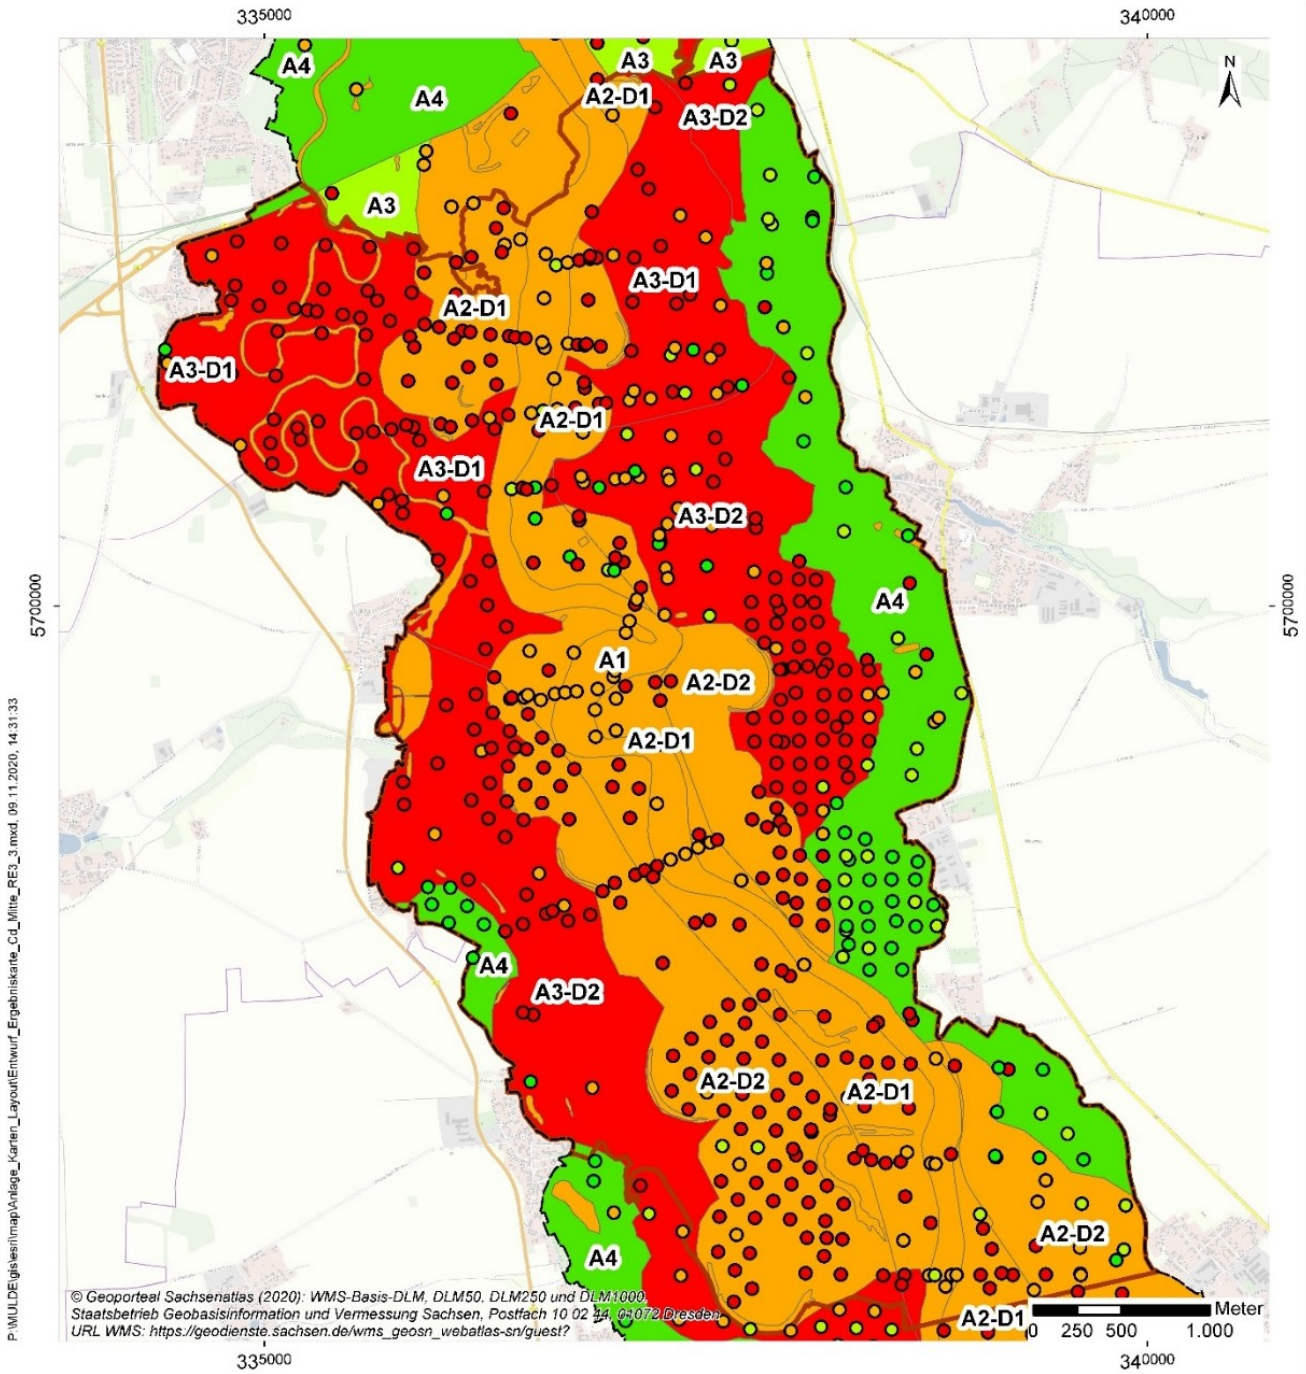 335000
340000
N
A4
A3
A3
A4
A2-D1
A3-D2
A3
A3-D1
A2-D1
A3-D1
A2-D1
A3-D1
A3-D2
5700000
5700000
A4
A1
A2-D2
A2-D1
A4
A3-D2
A2-D2
A2-D1
A2-D2
A4
A2-D1
P:\MULDE\gis\esri\map\Anlage_Karten_Layout\Entwurf_Ergebniskarte_Cd_Mitte_RE3_3.mxd, 09.11.2020, 14:31:33
© Geoporteel Sachsenatlas (2020): WMS-Basis-DLM, DLM50, DLM250 und DLM1000.
Staatsbetrieb Geobasisinformation und Vermessung Sachsen, Postfach 10 02 44, 01072 Dresden
URL WMS: https://geodienste.sachsen.de/wms_geosn_webatlas-sn/guest?
Meter
0 250 500 1.000
335000
340000